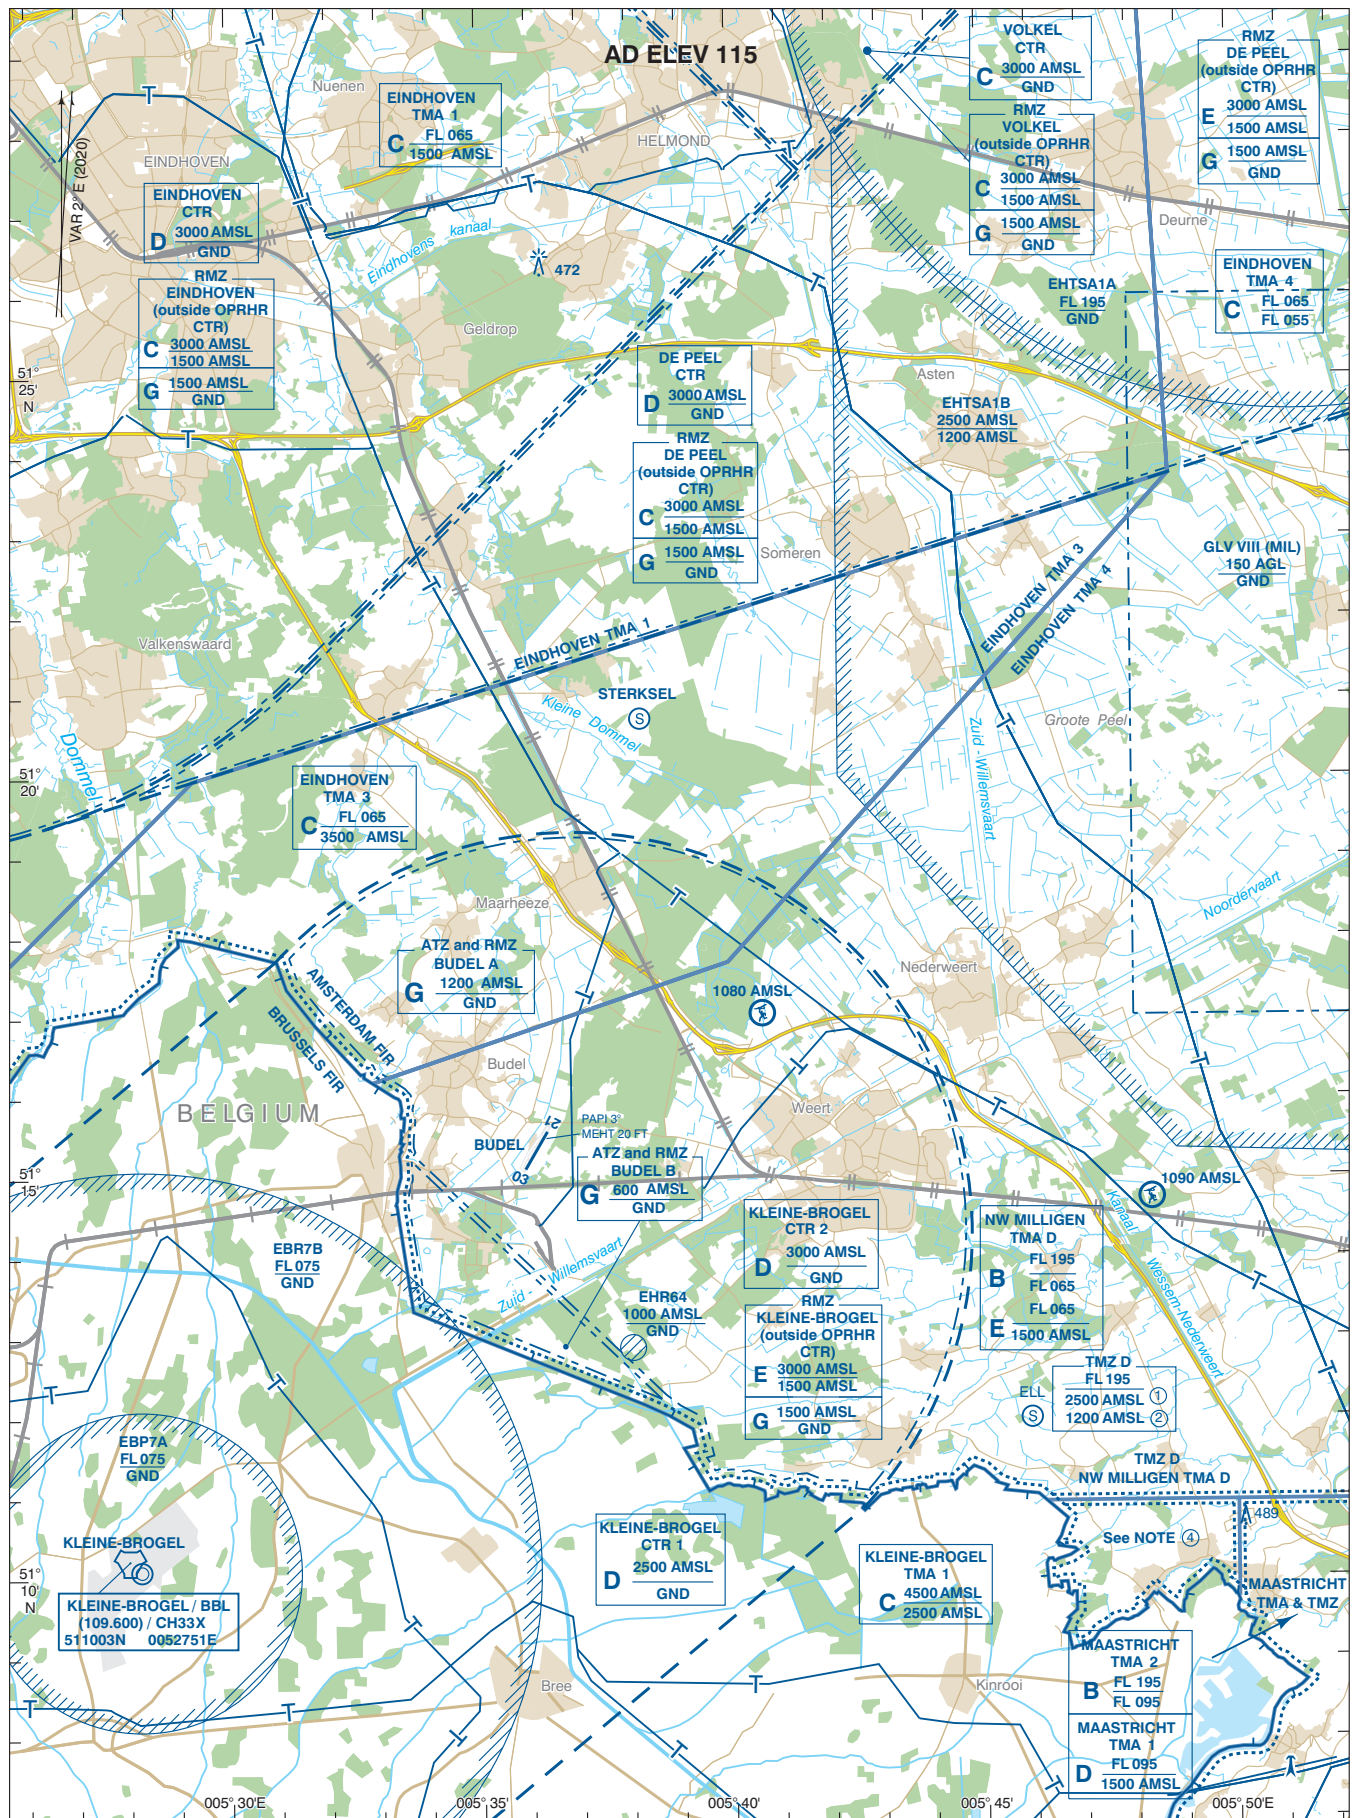 AD ELEV 115
VOLKEL
CTR
C 3000 AMSL
GND
RMZ
VOLKEL
(outside OPRHR
CTR)
C 3000 AMSL
1500 AMSL
G 1500 AMSL
GND
RMZ
DE PEEL
(outside OPRHR
CTR)
E 3000 AMSL
1500 AMSL
G 1500 AMSL
GND
Nuenen
EINDHOVEN
TMA 1
C FL 065
1500 AMSL
HELMOND
EINDHOVEN
VAR 2° E (2020)
EINDHOVEN
CTR
D 3000 AMSL
GND
Eindhovens kanaal
Deurne
472
RMZ
EINDHOVEN
(outside OPRHR
CTR)
C 3000 AMSL
1500 AMSL
G 1500 AMSL
GND
EHTSA1A
FL 195
GND
EINDHOVEN
TMA 4
C FL 065
FL 055
Geldrop
51°
25'
N
DE PEEL
CTR
D 3000 AMSL
GND
Asten
EHTSA1B
2500 AMSL
1200 AMSL
RMZ
DE PEEL
(outside OPRHR
CTR)
C 3000 AMSL
1500 AMSL
G 1500 AMSL
GND
Someren
GLV VIII (MIL)
150 AGL
GND
EINDHOVEN TMA 3
EINDHOVEN TMA 4
Valkenswaard
EINDHOVEN TMA 1
STERKSEL
S
Kleine Dommel
Groote Peel
Zuid-Willemsvaart
Dommel
51°
20'
EINDHOVEN
TMA 3
C FL 065
3500 AMSL
Maarheeze
Noordervaart
ATZ and RMZ
BUDEL A
G 1200 AMSL
GND
Nederweert
1080 AMSL
AMSTERDAM FIR
BRUSSELS FIR
Budel
BELGIUM
Weert
21
PAPI 3°
MEHT 20 FT
BUDEL
03
ATZ and RMZ
BUDEL B
G 600 AMSL
GND
51°
15'
1090 AMSL
KLEINE-BROGEL
CTR 2
D 3000 AMSL
GND
NW MILLIGEN
TMA D
B FL 195
FL 065
FL 065
E 1500 AMSL
Kanaal Wessem-Nederweert
EBR7B
FL 075
GND
Zuid- Willemsvaart
EHR64
1000 AMSL
GND
RMZ
KLEINE-BROGEL
(outside OPRHR
CTR)
E 3000 AMSL
1500 AMSL
G 1500 AMSL
GND
ELL
S
TMZ D
FL 195
2500 AMSL 1
1200 AMSL 2
EBP7A
FL 075
GND
TMZ D
NW MILLIGEN TMA D
489
See NOTE 4
KLEINE-BROGEL
KLEINE-BROGEL / BBL
(109.600) / CH33X
511003N 0052751E
51°
10'
N
KLEINE-BROGEL
CTR 1
D 2500 AMSL
GND
KLEINE-BROGEL
TMA 1
C 4500 AMSL
2500 AMSL
MAASTRICHT
TMA & TMZ
MAASTRICHT
TMA 2
B FL 195
FL 095
MAASTRICHT
TMA 1
D FL 095
1500 AMSL
Bree
Kinrooi
005° 30'E
005° 35'
005° 40'
005° 45'
005° 50'E